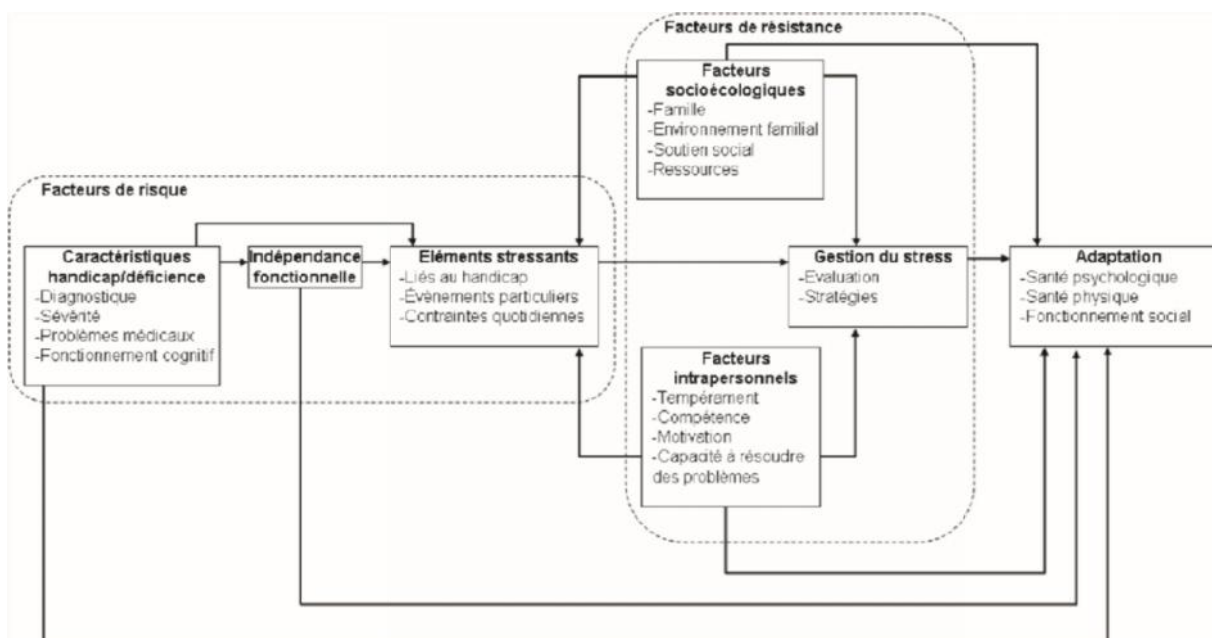 Facteurs de résistance
Facteurs
socioécologiques
-Famille
-Environnement familial
-Soutien social
-Ressources
Facteurs de risque
Caractéristiques
handicap/déficience
-Diagnostique
-Sévérité
-Problèmes médicaux
-Fonctionnement cognitif
Indépendance
fonctionnelle
Eléments stressants
-Liés au handicap
-Évènements particuliers
-Contraintes quotidiennes
Gestion du stress
-Evaluation
-Stratégies
Adaptation
-Santé psychologique
-Santé physique
-Fonctionnement social
Facteurs
intrapersonnels
-Tempérament
-Compétence
-Motivation
-Capacité à résoudre
des problèmes